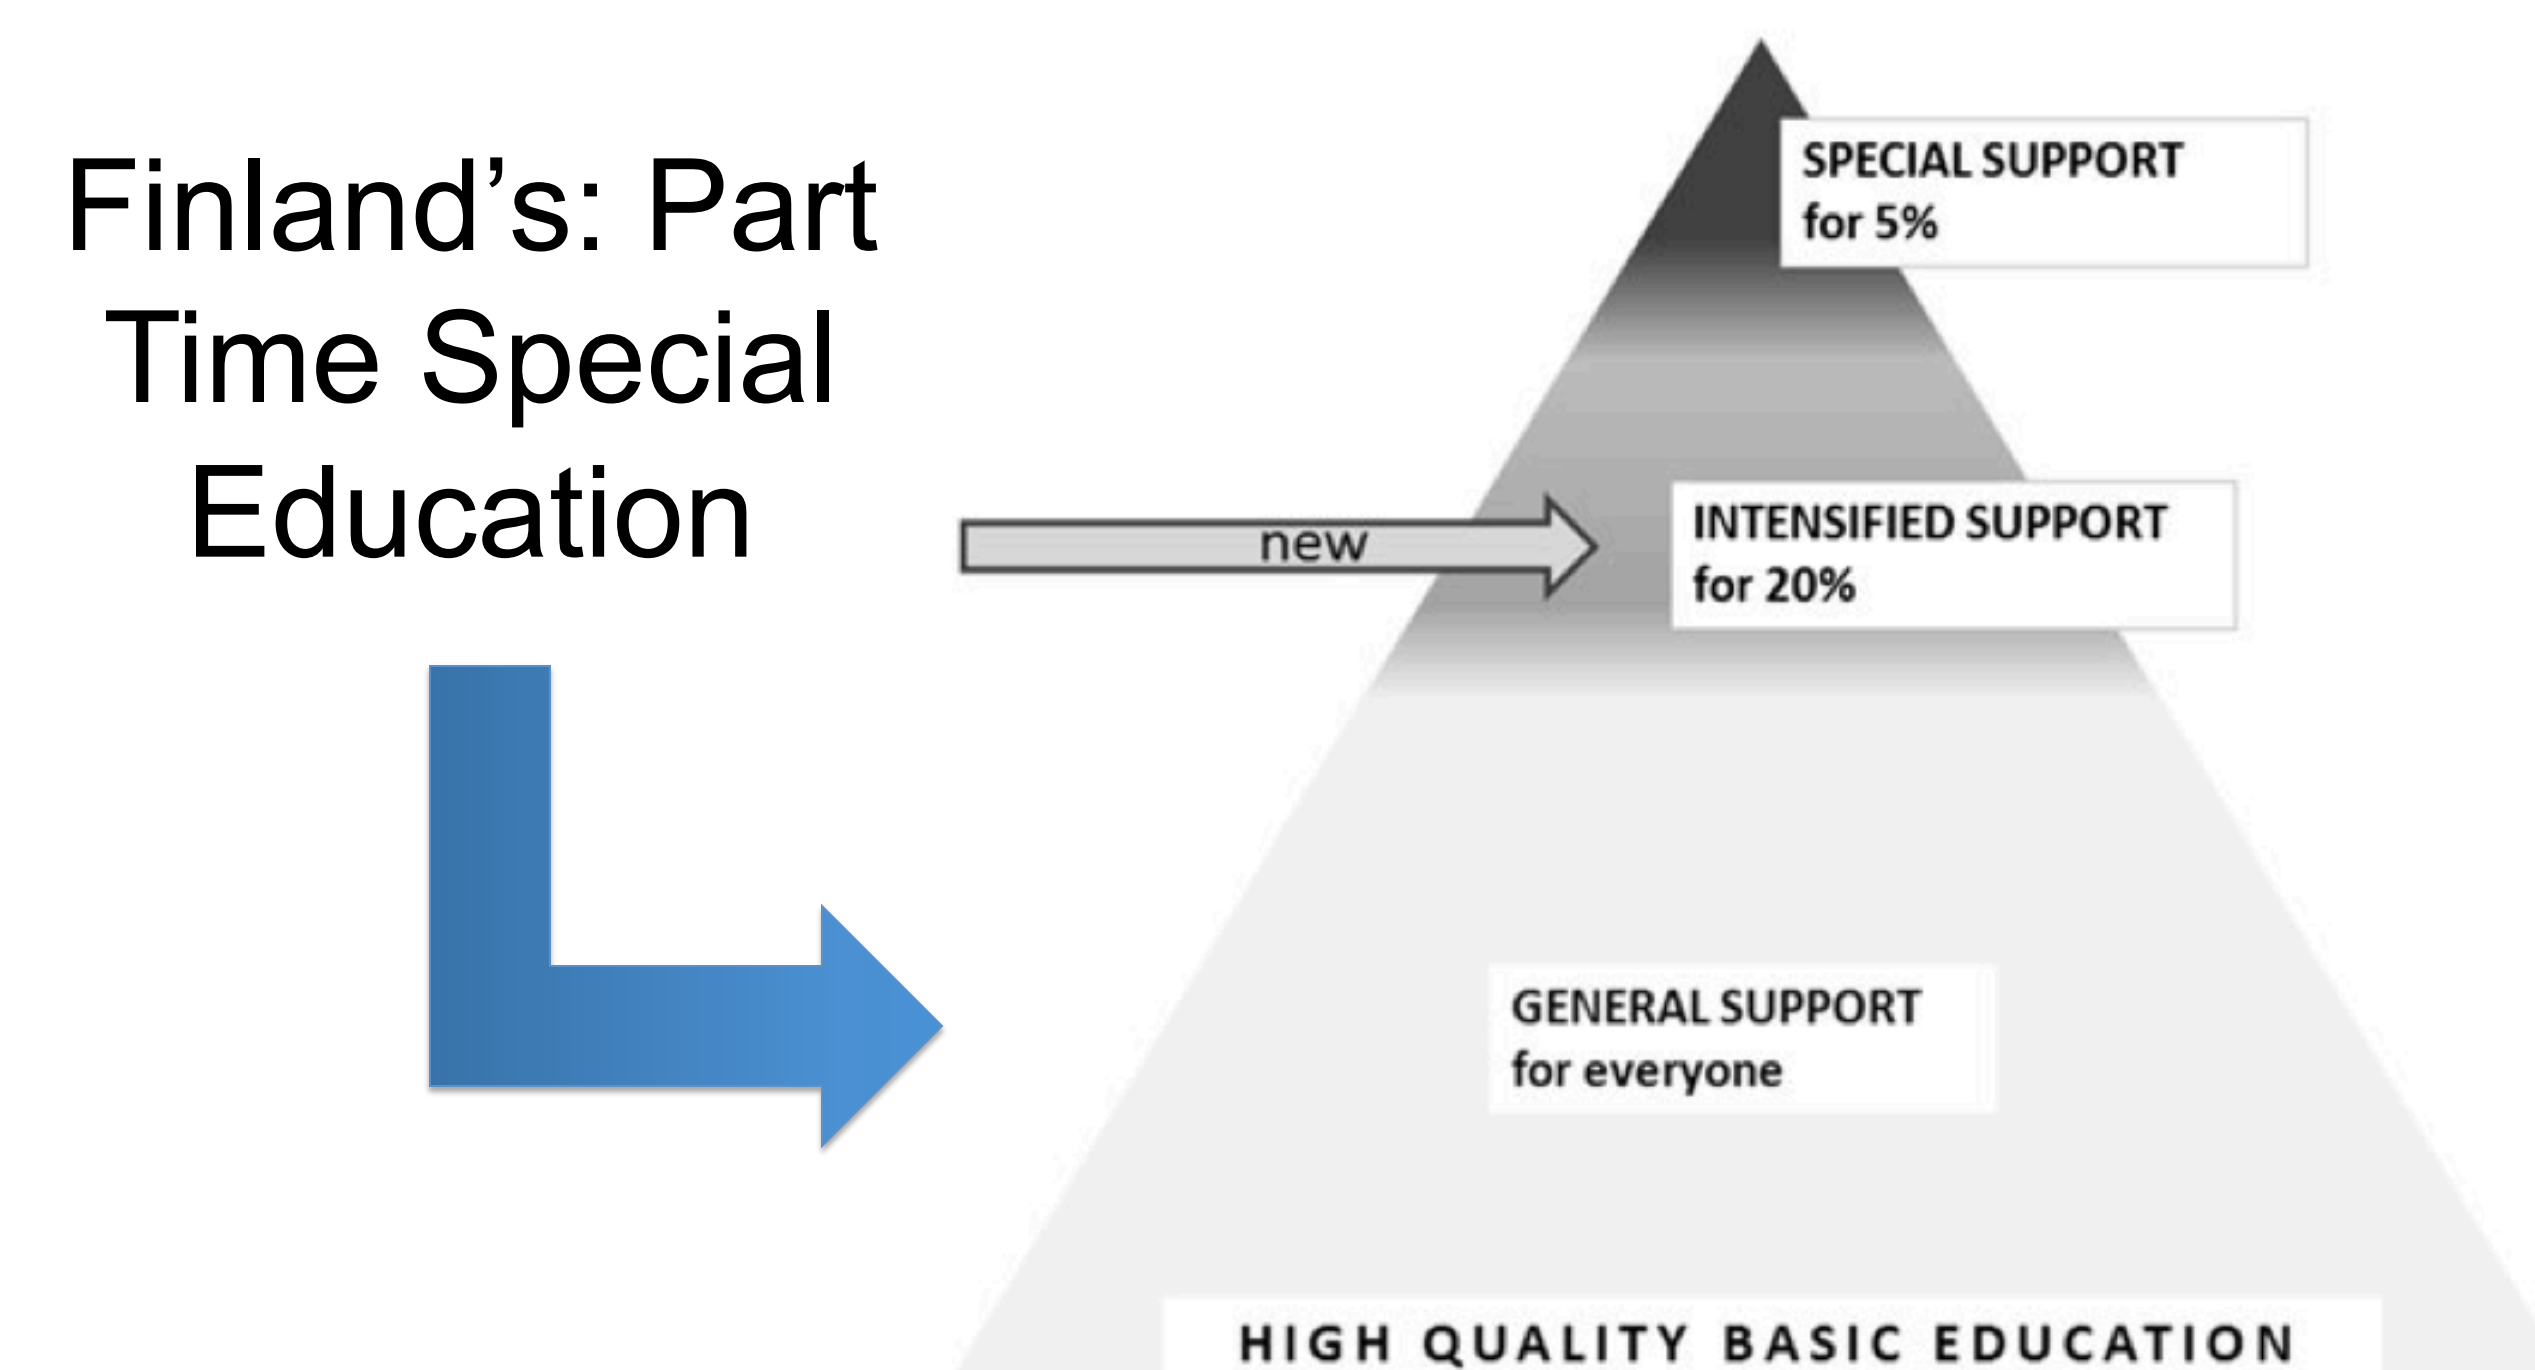 Finland’s: Part
Time Special
Education
SPECIAL SUPPORT
for 5%
new
INTENSIFIED SUPPORT
for 20%
GENERAL SUPPORT
for everyone
HIGH QUALITY BASIC EDUCATION